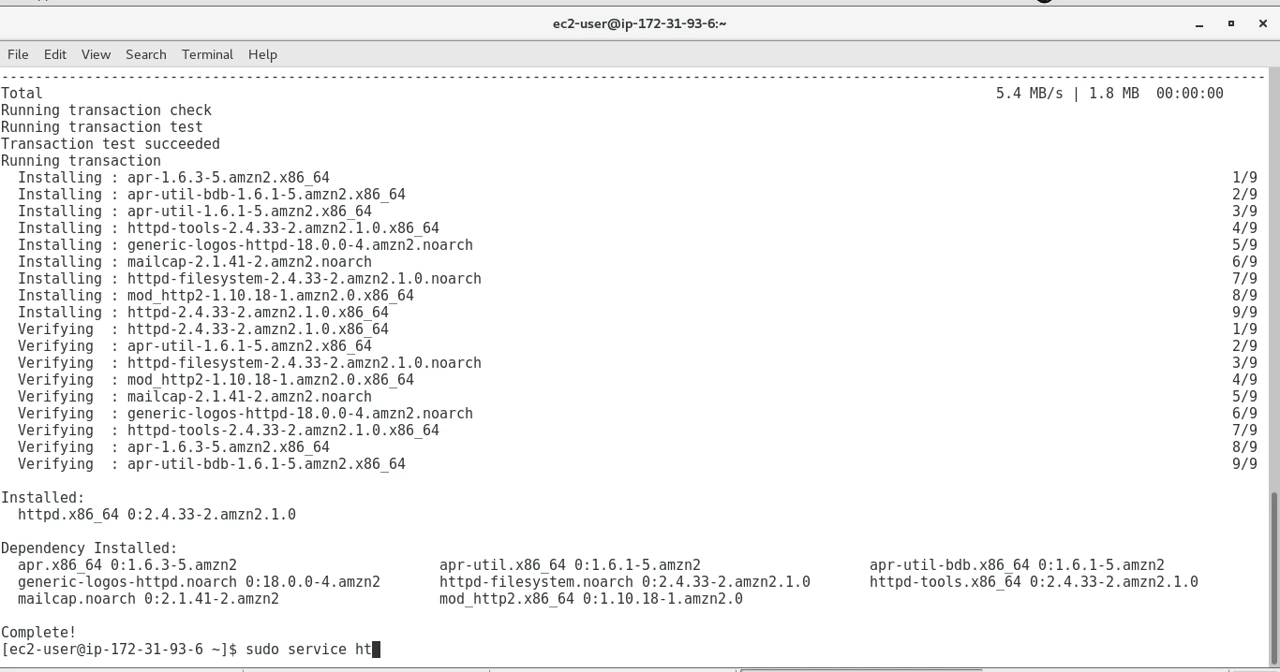 ec2-user@ip-172-31-93-6:~
File Edit View Search Terminal Help
--------------------------------------------------------------------------------------------------------------------------------------------------------
Total 5.4 MB/s | 1.8 MB 00:00:00
Running transaction check
Running transaction test
Transaction test succeeded
Running transaction
Installing : apr-1.6.3-5.amzn2.x86_64 1/9
Installing : apr-util-bdb-1.6.1-5.amzn2.x86_64 2/9
Installing : apr-util-1.6.1-5.amzn2.x86_64 3/9
Installing : httpd-tools-2.4.33-2.amzn2.1.0.x86_64 4/9
Installing : generic-logos-httpd-18.0.0-4.amzn2.noarch 5/9
Installing : mailcap-2.1.41-2.amzn2.noarch 6/9
Installing : httpd-filesystem-2.4.33-2.amzn2.1.0.noarch 7/9
Installing : mod_http2-1.10.18-1.amzn2.0.x86_64 8/9
Installing : httpd-2.4.33-2.amzn2.1.0.x86_64 9/9
Verifying : httpd-2.4.33-2.amzn2.1.0.x86_64 1/9
Verifying : apr-util-1.6.1-5.amzn2.x86_64 2/9
Verifying : httpd-filesystem-2.4.33-2.amzn2.1.0.noarch 3/9
Verifying : mod_http2-1.10.18-1.amzn2.0.x86_64 4/9
Verifying : mailcap-2.1.41-2.amzn2.noarch 5/9
Verifying : generic-logos-httpd-18.0.0-4.amzn2.noarch 6/9
Verifying : httpd-tools-2.4.33-2.amzn2.1.0.x86_64 7/9
Verifying : apr-1.6.3-5.amzn2.x86_64 8/9
Verifying : apr-util-bdb-1.6.1-5.amzn2.x86_64 9/9
Installed:
httpd.x86_64 0:2.4.33-2.amzn2.1.0
Dependency Installed:
apr.x86_64 0:1.6.3-5.amzn2 apr-util.x86_64 0:1.6.1-5.amzn2 apr-util-bdb.x86_64 0:1.6.1-5.amzn2
generic-logos-httpd.noarch 0:18.0.0-4.amzn2 httpd-filesystem.noarch 0:2.4.33-2.amzn2.1.0 httpd-tools.x86_64 0:2.4.33-2.amzn2.1.0
mailcap.noarch 0:2.1.41-2.amzn2 mod_http2.x86_64 0:1.10.18-1.amzn2.0
Complete!
[ec2-user@ip-172-31-93-6 ~]$ sudo service ht